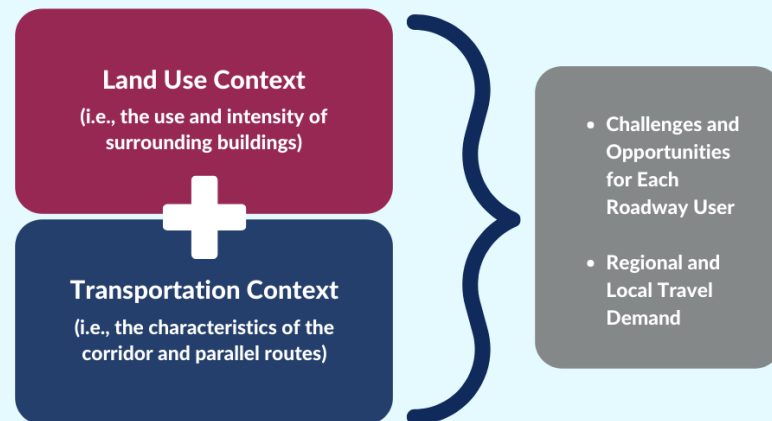 Land Use Context
(i.e., the use and intensity of
surrounding buildings)
Transportation Context
(i.e., the characteristics of the
corridor and parallel routes)
• Challenges and
Opportunities
for Each
Roadway User
• Regional and
Local Travel
Demand